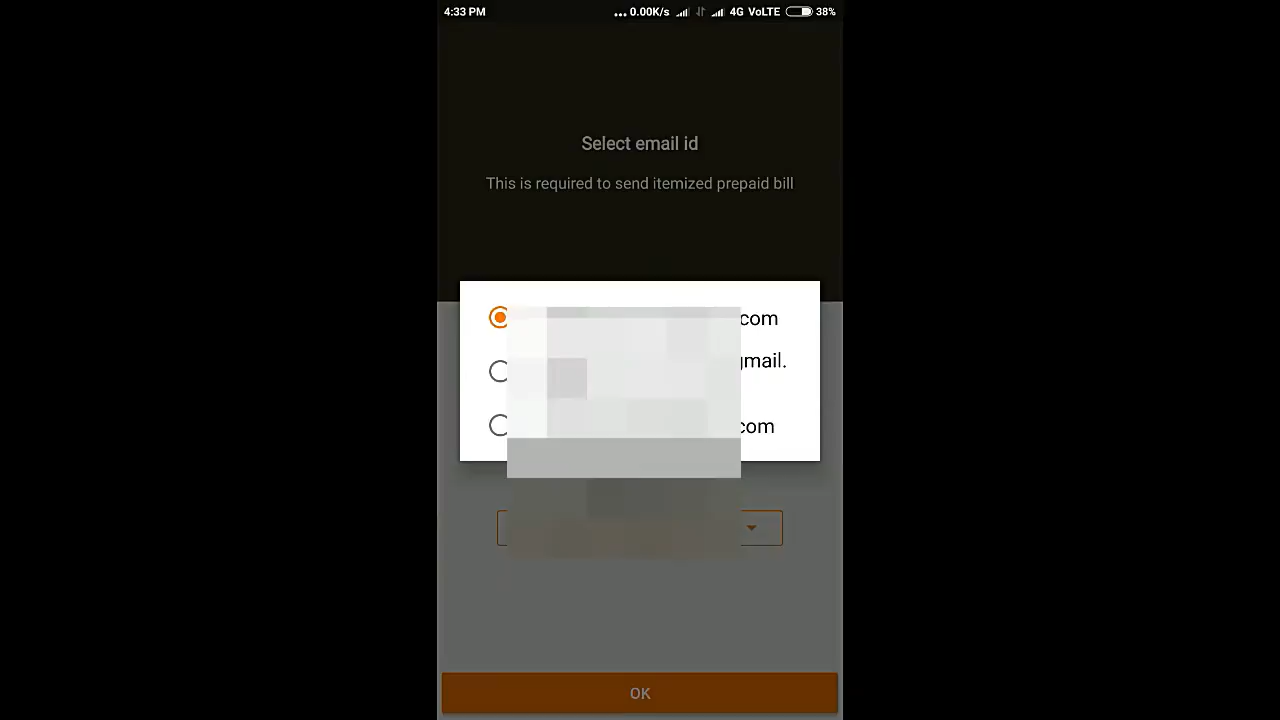 4:33 PM ... 0.00K/s 4G VoLTE 38%
Select email id
This is required to send itemized prepaid bill
com
gmail.
com
OK